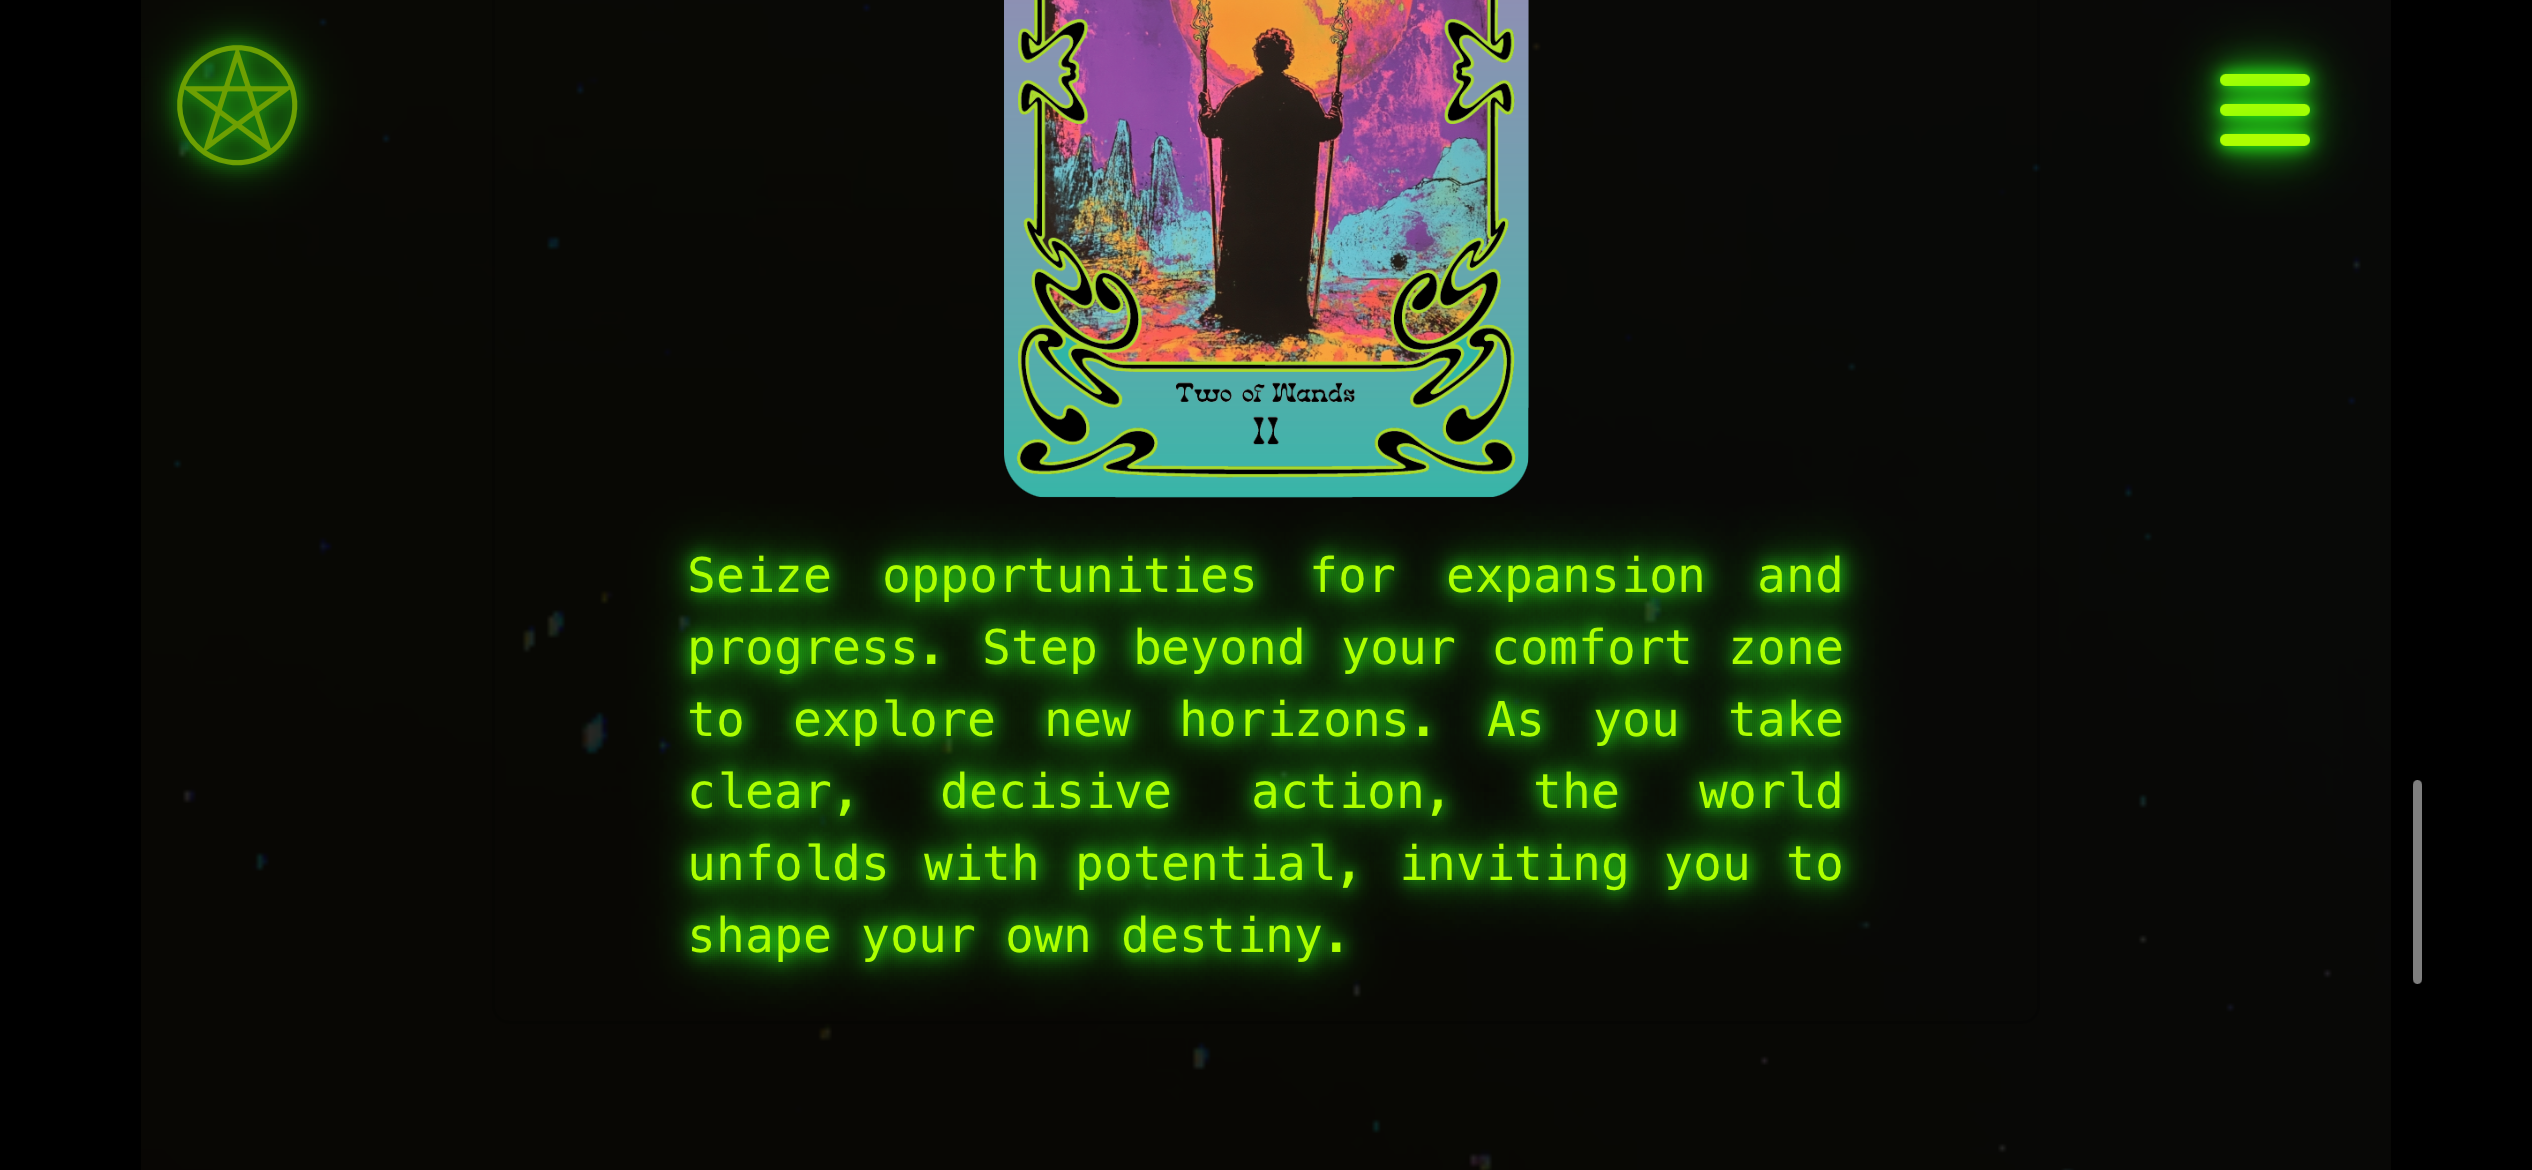 Two of Wands
II
Seize opportunities for expansion and
progress. Step beyond your comfort zone
to explore new horizons. As you take
clear, decisive action, the world
unfolds with potential, inviting you to
shape your own destiny.